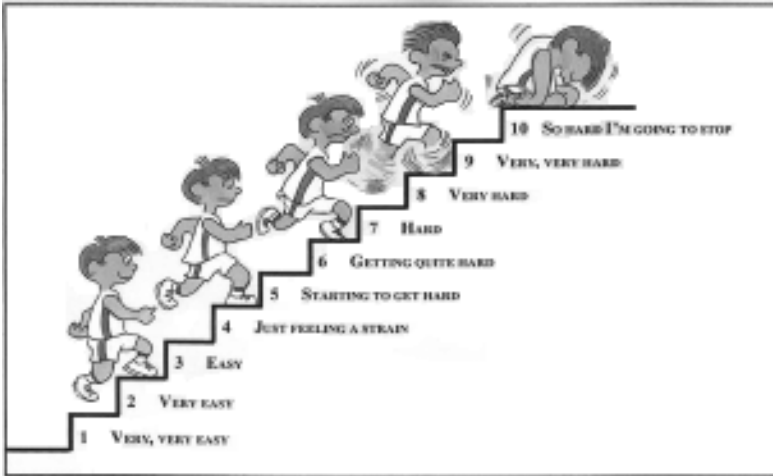 10 So hard I'm going to stop
9 Very, very hard
8 Very hard
7 Hard
6 Getting quite hard
5 Starting to get hard
4 Just feeling a strain
3 Easy
2 Very easy
1 Very, very easy